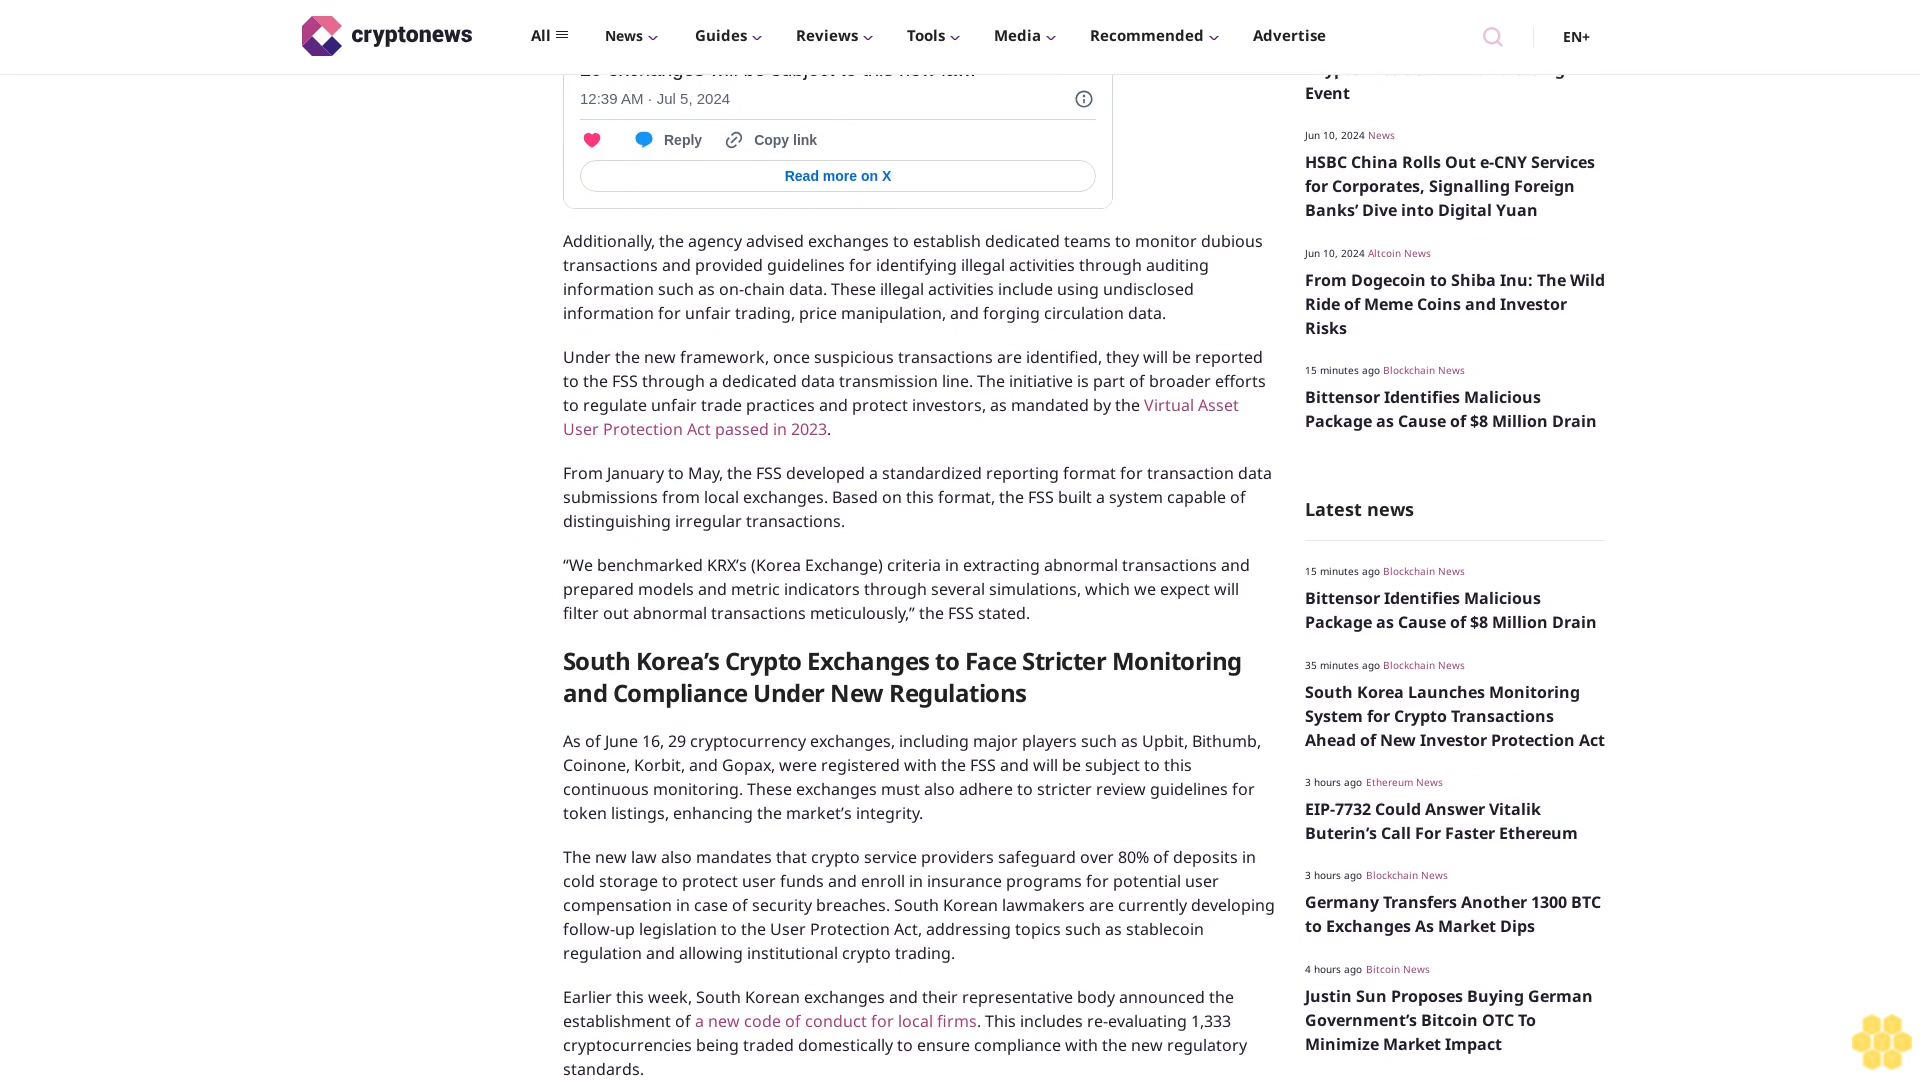 cryptonews
All
News
Guides
Reviews
Tools
Media
Recommended
Advertise
EN+
12:39 AM · Jul 5, 2024
Reply
Copy link
Read more on X
Additionally, the agency advised exchanges to establish dedicated teams to monitor dubious
transactions and provided guidelines for identifying illegal activities through auditing
information such as on-chain data. These illegal activities include using undisclosed
information for unfair trading, price manipulation, and forging circulation data.
Under the new framework, once suspicious transactions are identified, they will be reported
to the FSS through a dedicated data transmission line. The initiative is part of broader efforts
to regulate unfair trade practices and protect investors, as mandated by the Virtual Asset
User Protection Act passed in 2023.
From January to May, the FSS developed a standardized reporting format for transaction data
submissions from local exchanges. Based on this format, the FSS built a system capable of
distinguishing irregular transactions.
“We benchmarked KRX’s (Korea Exchange) criteria in extracting abnormal transactions and
prepared models and metric indicators through several simulations, which we expect will
filter out abnormal transactions meticulously,” the FSS stated.
South Korea’s Crypto Exchanges to Face Stricter Monitoring
and Compliance Under New Regulations
As of June 16, 29 cryptocurrency exchanges, including major players such as Upbit, Bithumb,
Coinone, Korbit, and Gopax, were registered with the FSS and will be subject to this
continuous monitoring. These exchanges must also adhere to stricter review guidelines for
token listings, enhancing the market’s integrity.
The new law also mandates that crypto service providers safeguard over 80% of deposits in
cold storage to protect user funds and enroll in insurance programs for potential user
compensation in case of security breaches. South Korean lawmakers are currently developing
follow-up legislation to the User Protection Act, addressing topics such as stablecoin
regulation and allowing institutional crypto trading.
Earlier this week, South Korean exchanges and their representative body announced the
establishment of a new code of conduct for local firms. This includes re-evaluating 1,333
cryptocurrencies being traded domestically to ensure compliance with the new regulatory
standards.
Event
Jun 10, 2024 News
HSBC China Rolls Out e-CNY Services
for Corporates, Signalling Foreign
Banks’ Dive into Digital Yuan
Jun 10, 2024 Altcoin News
From Dogecoin to Shiba Inu: The Wild
Ride of Meme Coins and Investor
Risks
15 minutes ago Blockchain News
Bittensor Identifies Malicious
Package as Cause of $8 Million Drain
Latest news
15 minutes ago Blockchain News
Bittensor Identifies Malicious
Package as Cause of $8 Million Drain
35 minutes ago Blockchain News
South Korea Launches Monitoring
System for Crypto Transactions
Ahead of New Investor Protection Act
3 hours ago Ethereum News
EIP-7732 Could Answer Vitalik
Buterin’s Call For Faster Ethereum
3 hours ago Blockchain News
Germany Transfers Another 1300 BTC
to Exchanges As Market Dips
4 hours ago Bitcoin News
Justin Sun Proposes Buying German
Government’s Bitcoin OTC To
Minimize Market Impact